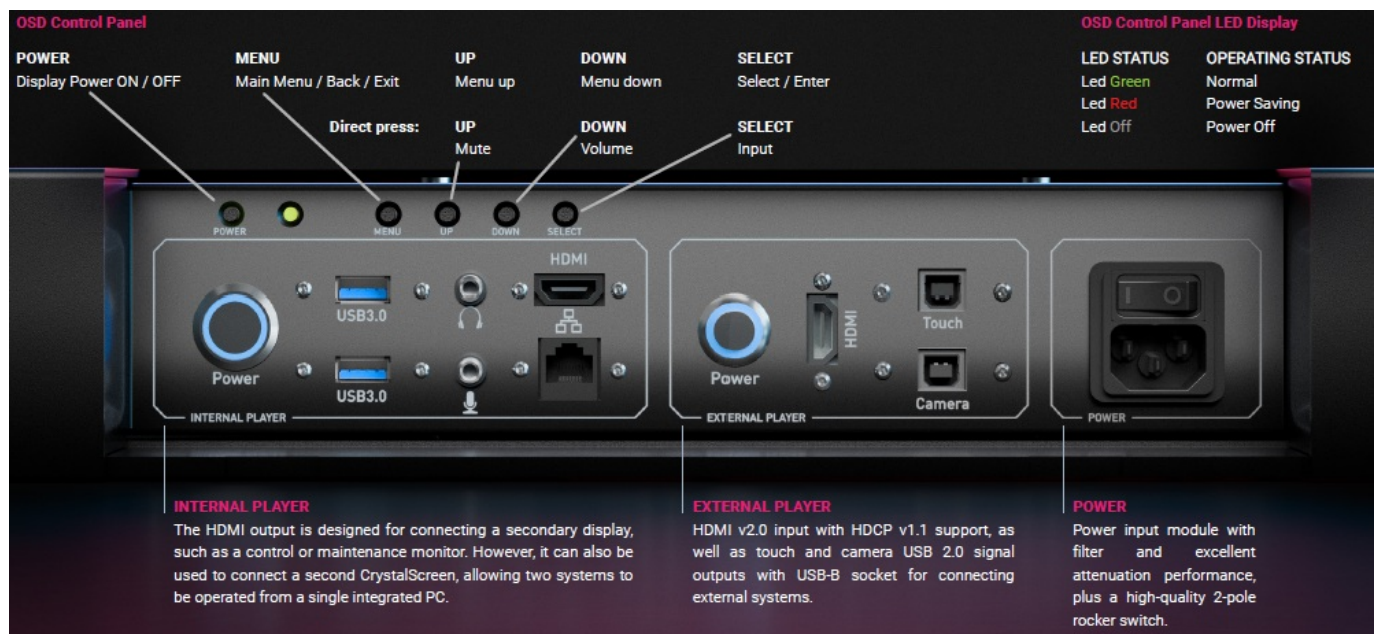 OSD Control Panel
OSD Control Panel LED Display
POWER
Display Power ON / OFF
MENU
Main Menu / Back / Exit
UP
Menu up
DOWN
Menu down
SELECT
Select / Enter
LED STATUS
OPERATING STATUS
Led Green
Normal
Led Red
Power Saving
Led Off
Power Off
Direct press:
UP
Mute
DOWN
Volume
SELECT
Input
POWER
MENU
UP
DOWN
SELECT
HDMI
USB3.0
Power
USB3.0
INTERNAL PLAYER
HDMI
Touch
Power
Camera
EXTERNAL PLAYER
POWER
INTERNAL PLAYER
The HDMI output is designed for connecting a secondary display,
such as a control or maintenance monitor. However, it can also be
used to connect a second CrystalScreen, allowing two systems to
be operated from a single integrated PC.
EXTERNAL PLAYER
HDMI v2.0 input with HDCP v1.1 support, as
well as touch and camera USB 2.0 signal
outputs with USB-B socket for connecting
external systems.
POWER
Power input module with
filter and excellent
attenuation performance,
plus a high-quality 2-pole
rocker switch.